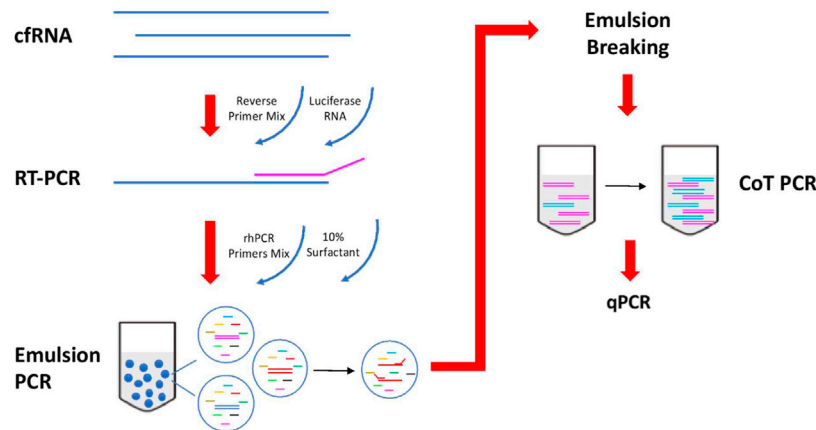 cfRNA
Reverse
Primer Mix
Luciferase
RNA
RT-PCR
rhPCR
Primers Mix
10%
Surfactant
Emulsion
PCR
Emulsion
Breaking
CoT PCR
qPCR